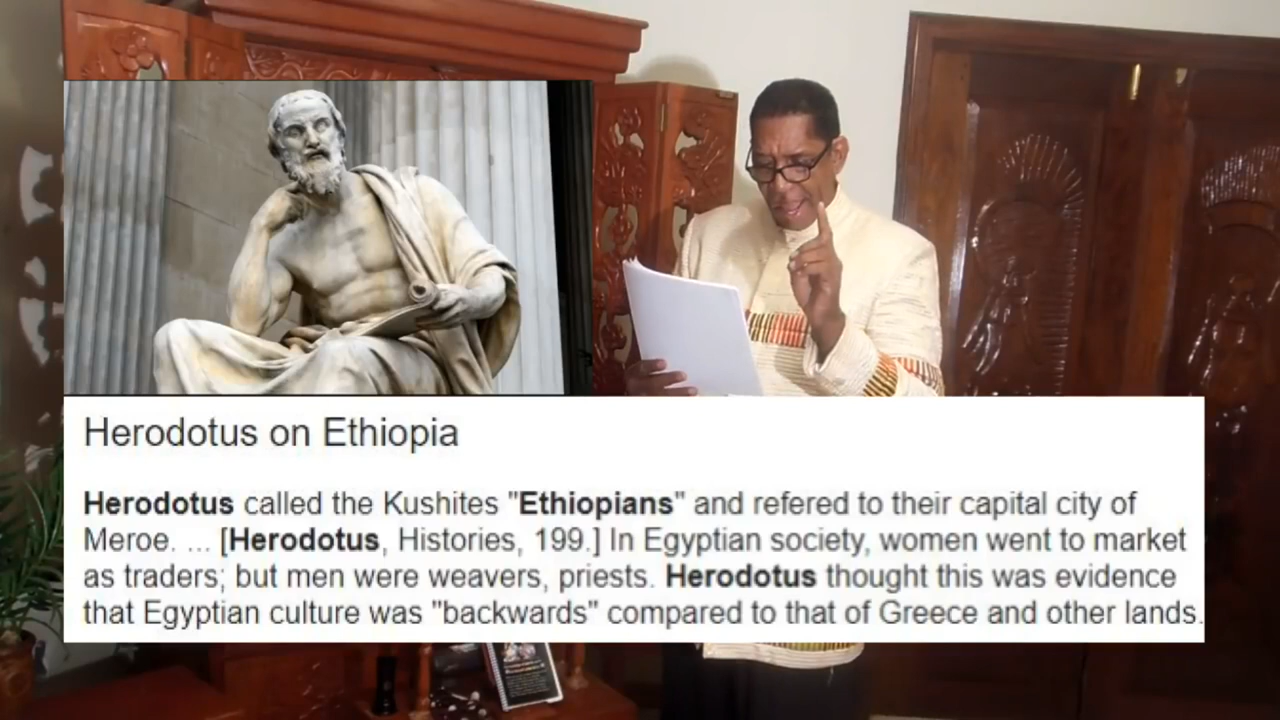 Herodotus on Ethiopia
Herodotus called the Kushites "Ethiopians" and refered to their capital city of
Meroe. ... [Herodotus, Histories, 199.] In Egyptian society, women went to market
as traders; but men were weavers, priests. Herodotus thought this was evidence
that Egyptian culture was "backwards" compared to that of Greece and other lands.